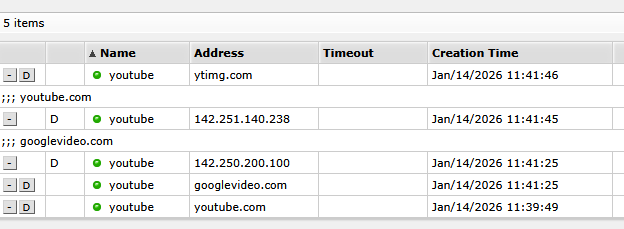 5 items
Name Address Timeout Creation Time
- D youtube ytimg.com Jan/14/2026 11:41:46
;;; youtube.com
- D youtube 142.251.140.238 Jan/14/2026 11:41:45
;;; googlevideo.com
- D youtube 142.250.200.100 Jan/14/2026 11:41:25
- D youtube googlevideo.com Jan/14/2026 11:41:25
- D youtube youtube.com Jan/14/2026 11:39:49